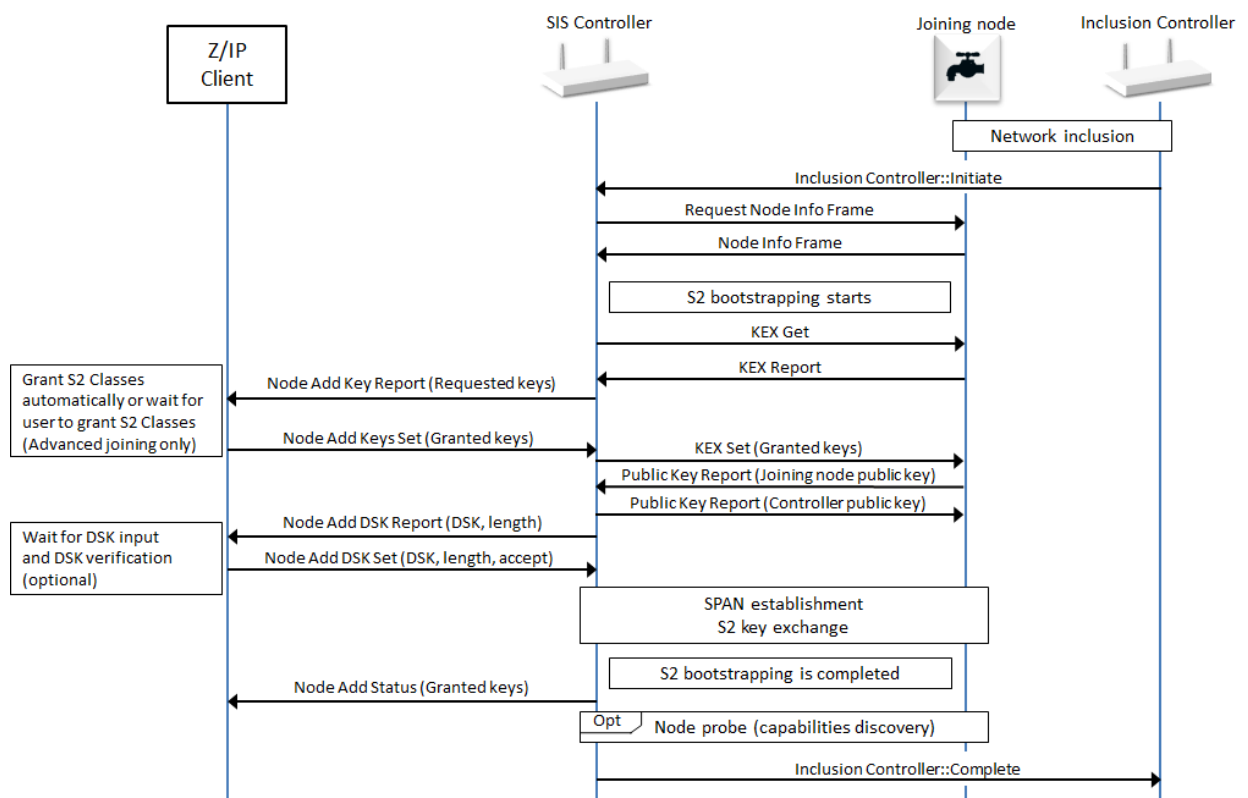 SIS Controller
Joining node
Inclusion Controller
Z/IP
Client
Network inclusion
Inclusion Controller::Initiate
Request Node Info Frame
Node Info Frame
S2 bootstrapping starts
KEX Get
KEX Report
Grant S2 Classes
automatically or wait for
user to grant S2 Classes
(Advanced joining only)
Node Add Key Report (Requested keys)
Node Add Keys Set (Granted keys)
KEX Set (Granted keys)
Public Key Report (Joining node public key)
Public Key Report (Controller public key)
Node Add DSK Report (DSK, length)
Wait for DSK input
and DSK verification
(optional)
Node Add DSK Set (DSK, length, accept)
SPAN establishment
S2 key exchange
S2 bootstrapping is completed
Node Add Status (Granted keys)
Opt
Node probe (capabilities discovery)
Inclusion Controller::Complete